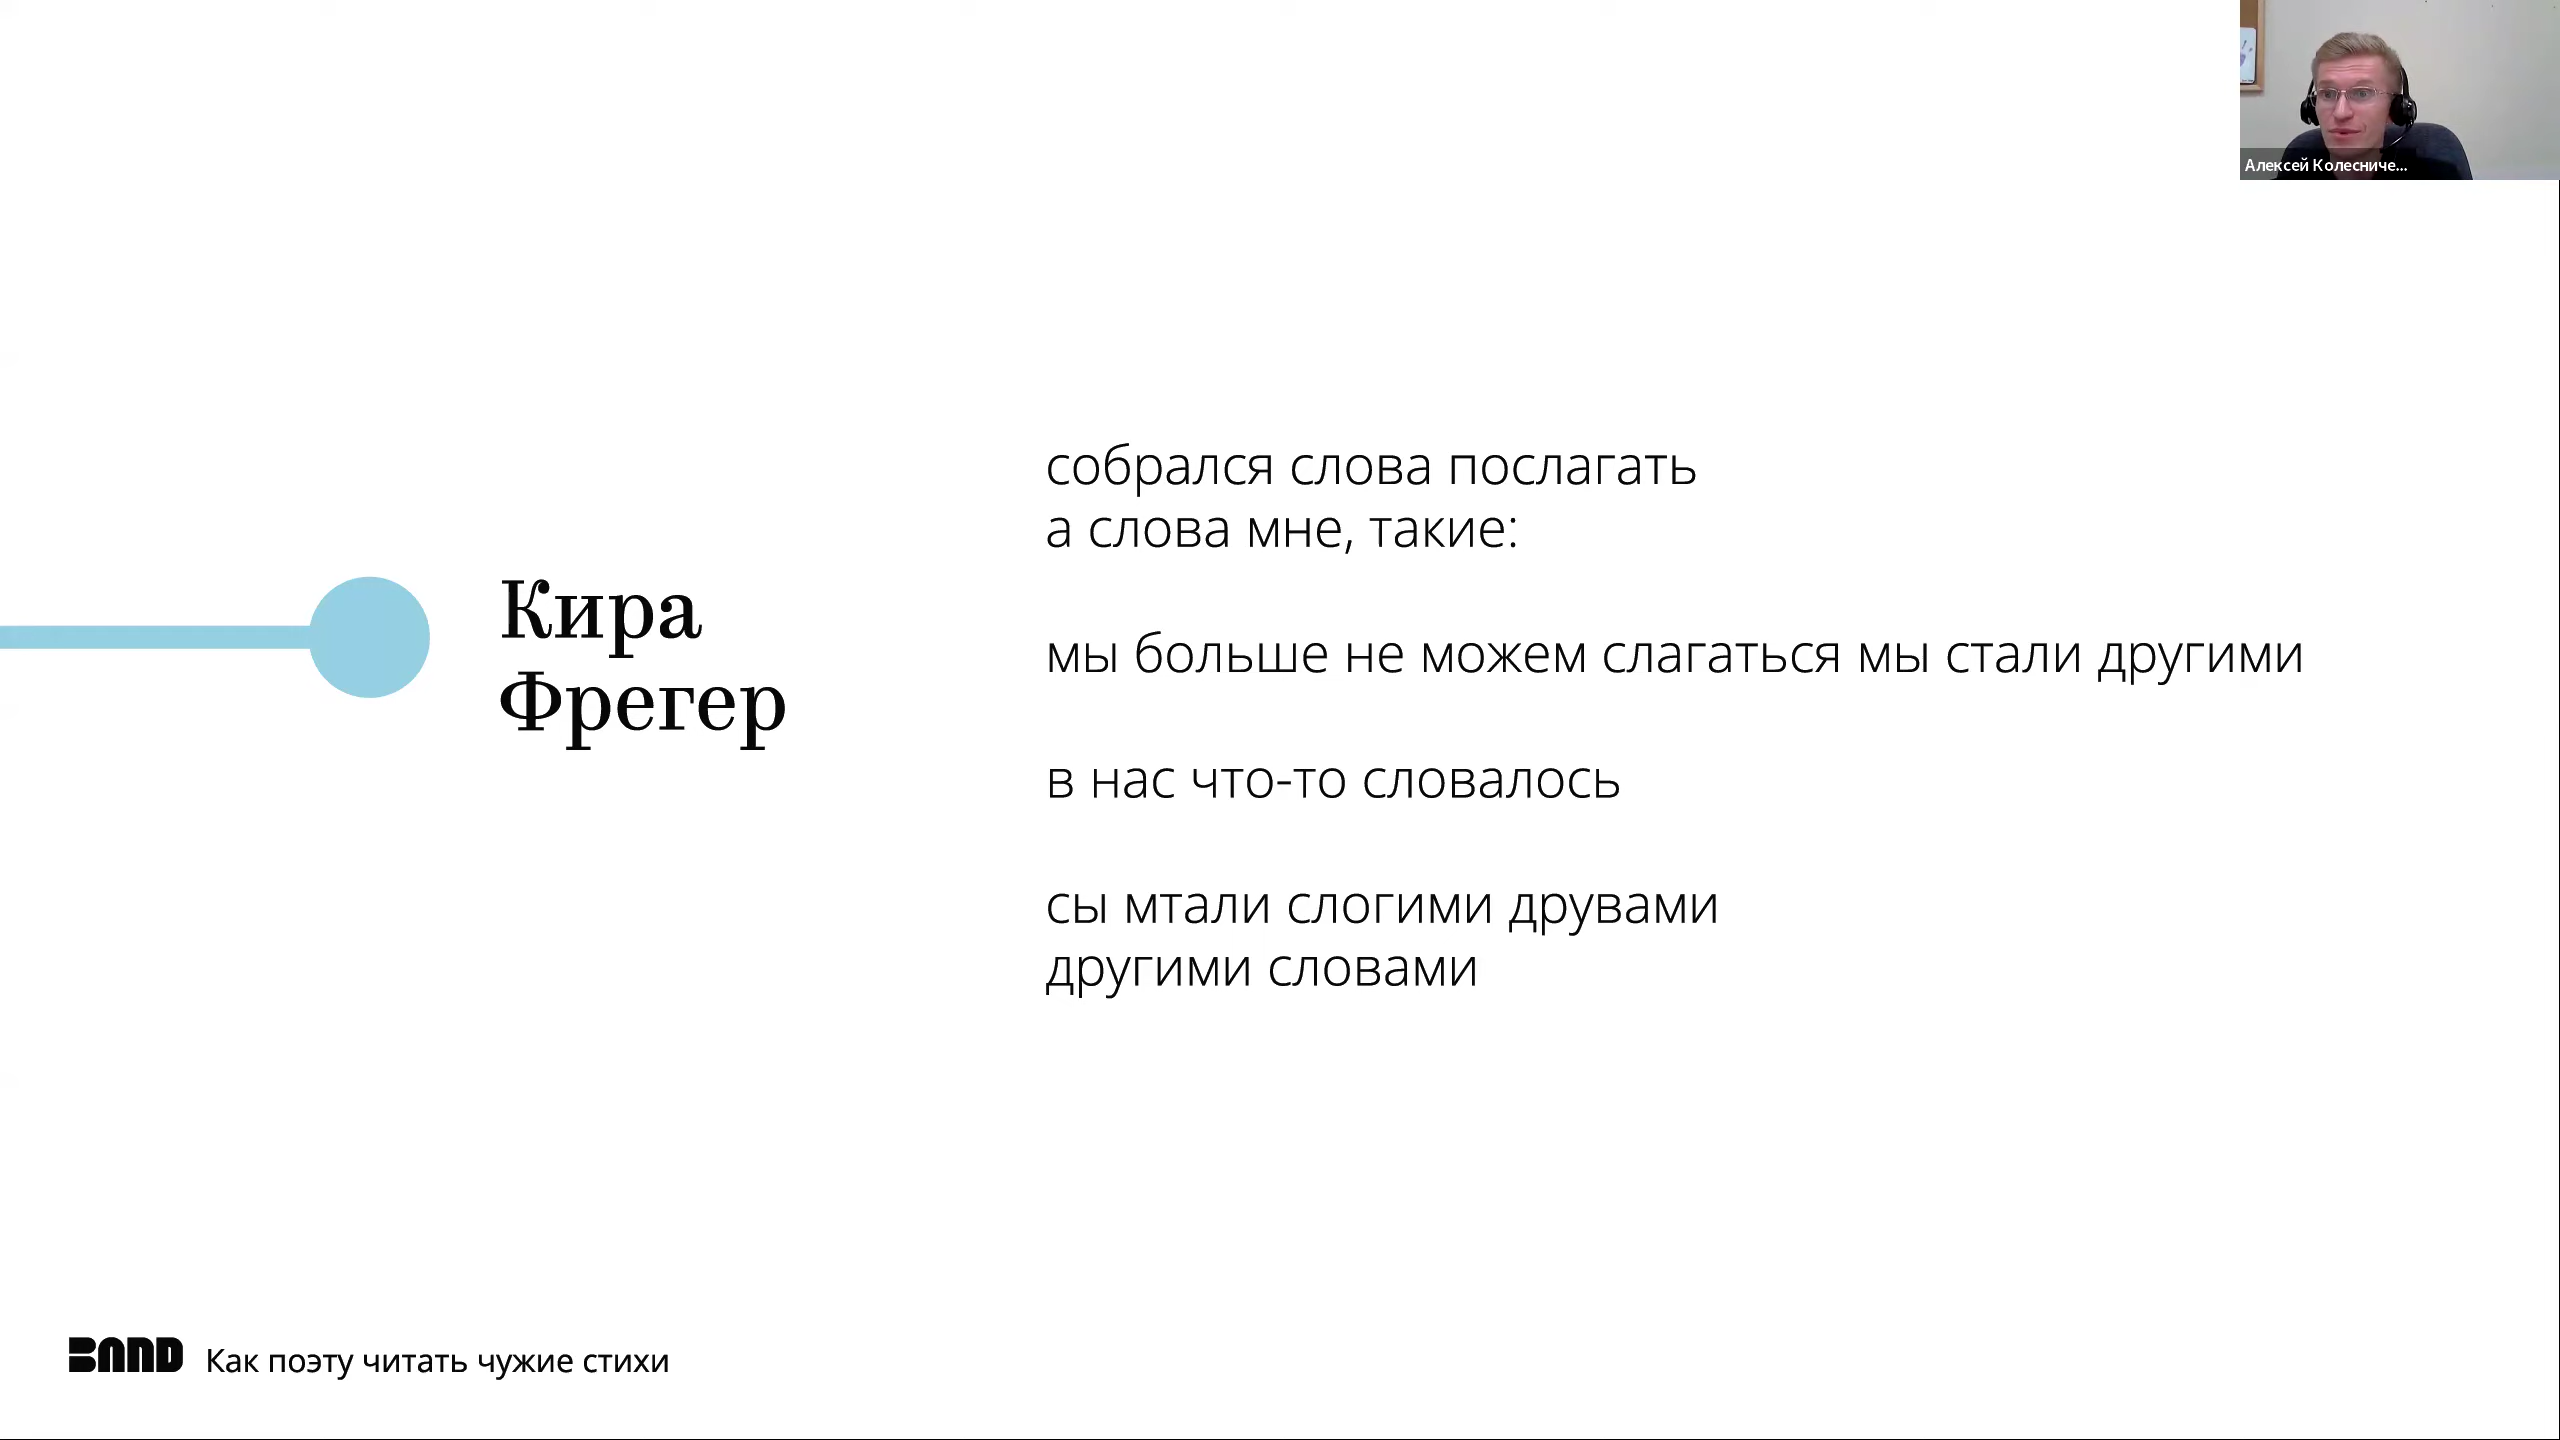 Алексей Колесниче...
Кира
Фрегер
собрался слова послагать
а слова мне, такие:
мы больше не можем слагаться мы стали другими
в нас что-то словалось
сы мтали слогими друвами
другими словами
BAND Как поэту читать чужие стихи